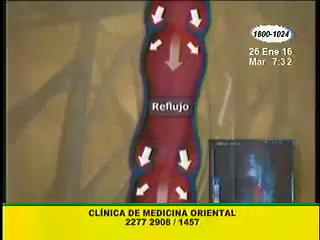 1800-1024
26 Ene 16
Mar 7:32
Reflujo
CLÍNICA DE MEDICINA ORIENTAL
2277 2908 / 1457